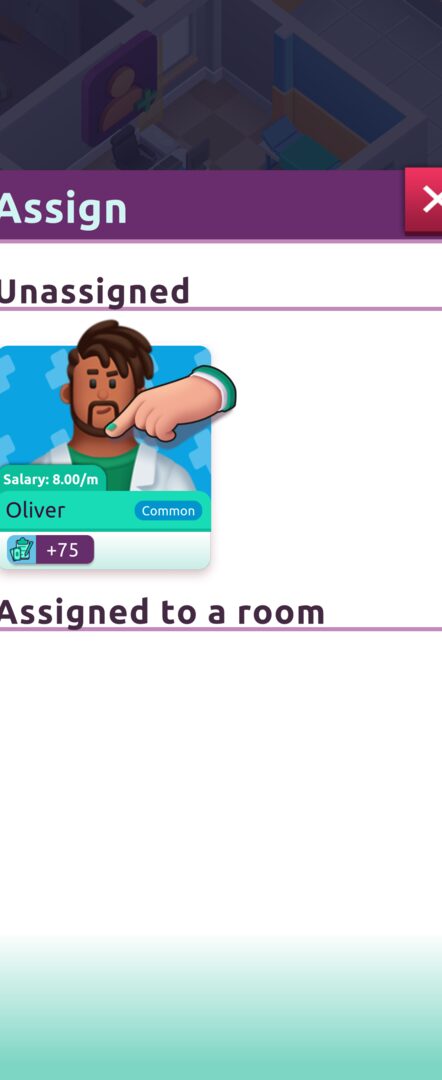 Assign
Unassigned
Salary: 8.00/m
Oliver
Common
+75
Assigned to a room